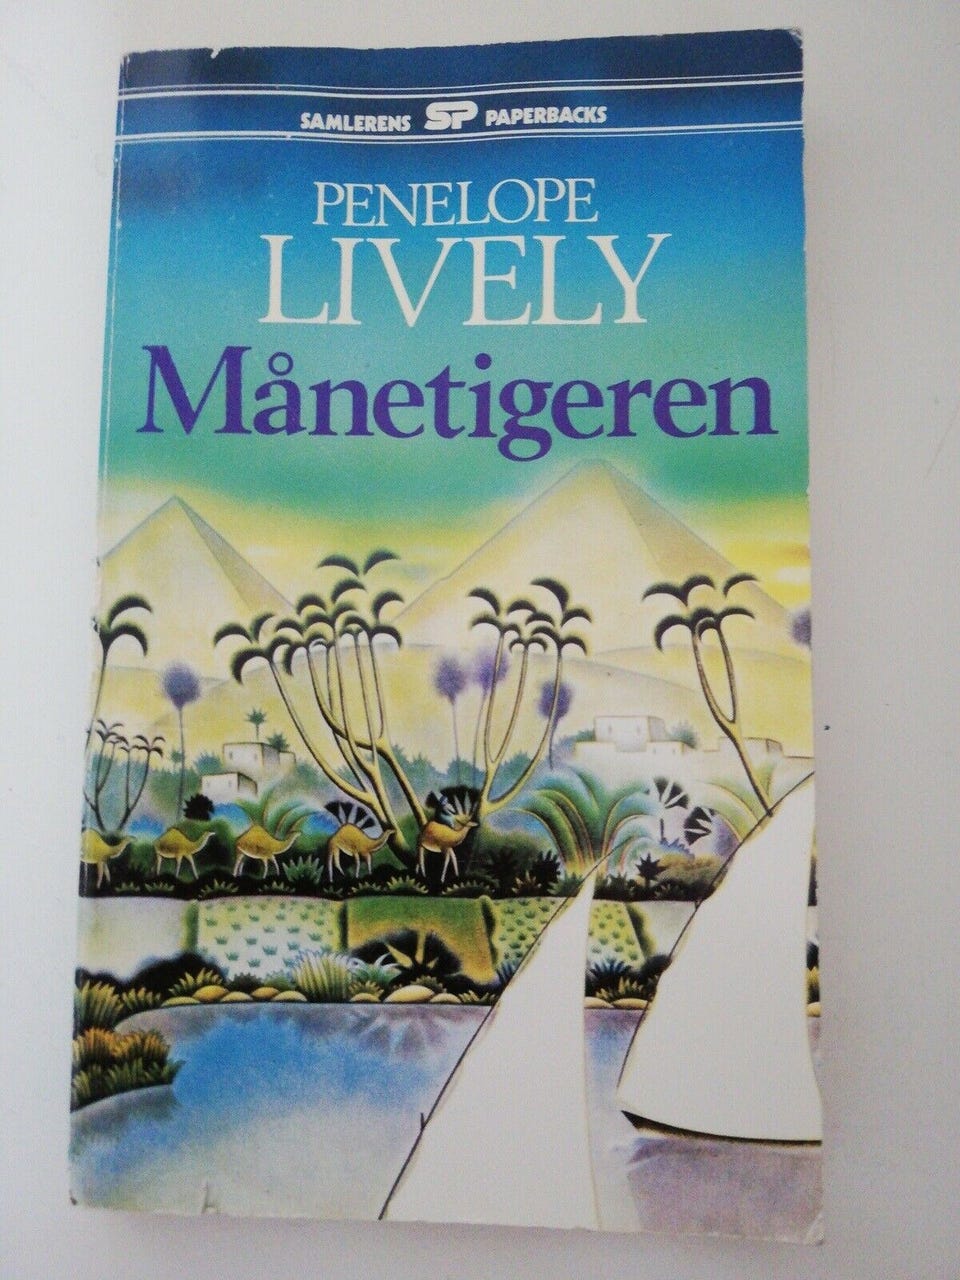 SAMLERENS SP PAPERBACKS
PENELOPE
LIVELY
Månetigeren